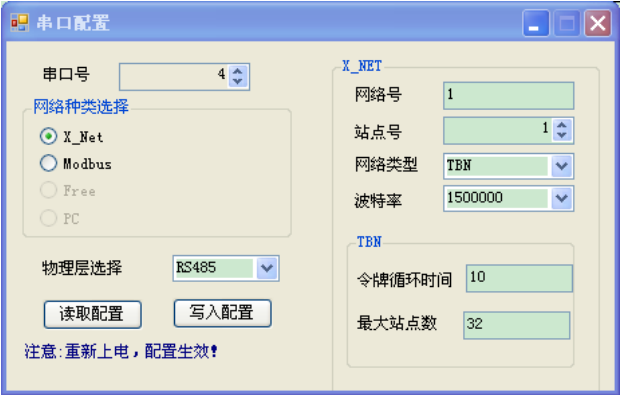 串口配置
串口号 4
网络种类选择
X_Net
Modbus
Free
PC
物理层选择 RS485
读取配置 写入配置
注意:重新上电，配置生效!
X_NET
网络号 1
站点号 1
网络类型 TBN
波特率 1500000
TBN
令牌循环时间 10
最大站点数 32